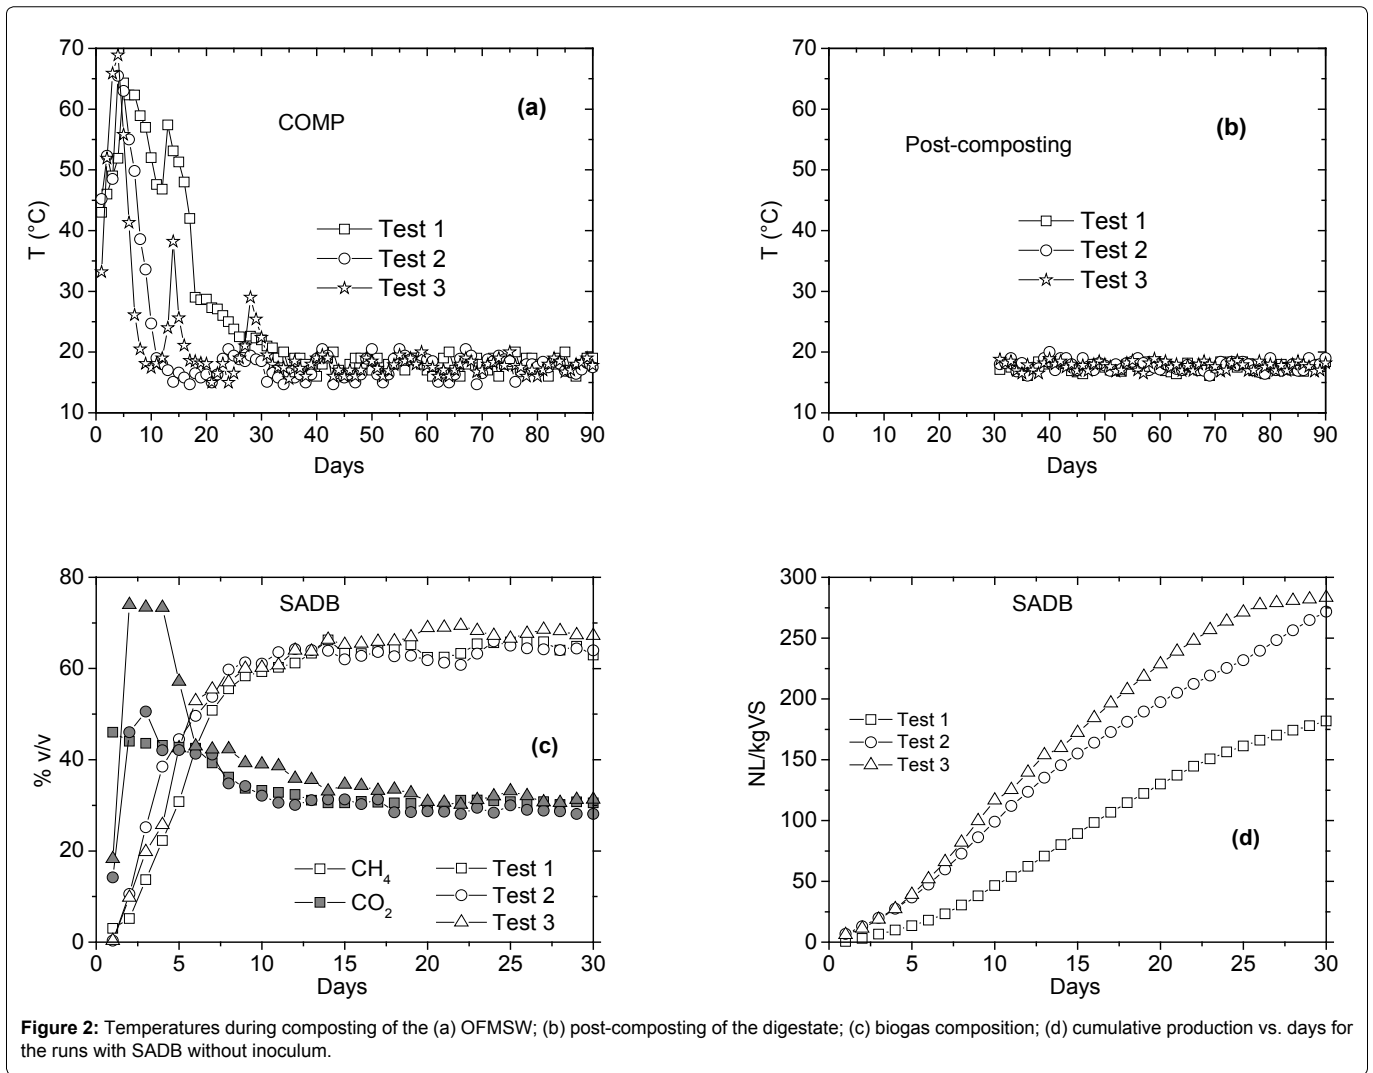 70
60
50
40
30
20
10
T (°C)
COMP
(a)
Test 1
Test 2
Test 3
0 10 20 30 40 50 60 70 80 90
Days
70
60
50
40
30
20
10
T (°C)
Post-composting
(b)
Test 1
Test 2
Test 3
0 10 20 30 40 50 60 70 80 90
Days
80
60
40
20
0
% v/v
SADB
(c)
CH4
CO2
Test 1
Test 2
Test 3
0 5 10 15 20 25 30
Days
300
250
200
150
100
50
0
NL/kgVS
SADB
Test 1
Test 2
Test 3
(d)
0 5 10 15 20 25 30
Days
Figure 2: Temperatures during composting of the (a) OFMSW; (b) post-composting of the digestate; (c) biogas composition; (d) cumulative production vs. days for
the runs with SADB without inoculum.